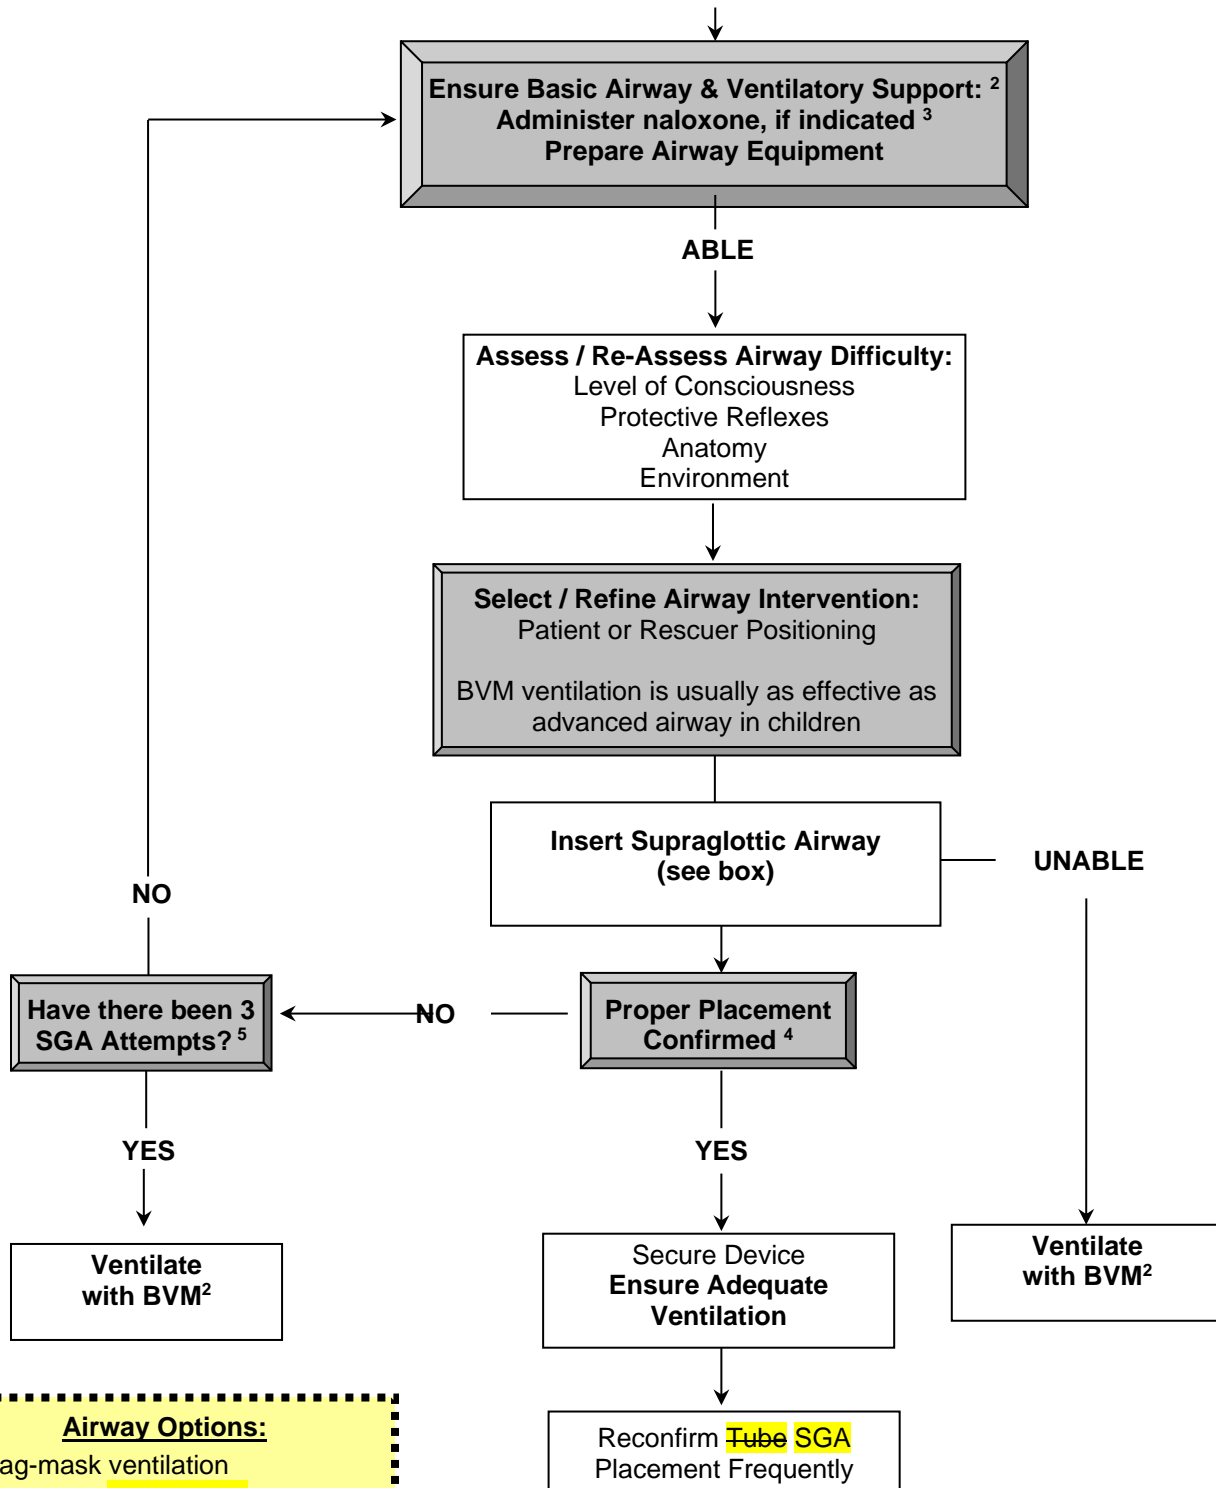 Ensure Basic Airway & Ventilatory Support: 2
Administer naloxone, if indicated 3
Prepare Airway Equipment
ABLE
Assess / Re-Assess Airway Difficulty:
Level of Consciousness
Protective Reflexes
Anatomy
Environment
Select / Refine Airway Intervention:
Patient or Rescuer Positioning
BVM ventilation is usually as effective as
advanced airway in children
Insert Supraglottic Airway
(see box)
UNABLE
NO
Have there been 3
SGA Attempts? 5
NO
Proper Placement
Confirmed 4
YES
YES
Ventilate
with BVM2
Secure Device
Ensure Adequate
Ventilation
Ventilate
with BVM2
Airway Options:
ag-mask ventilation
Reconfirm Tube SGA
Placement Frequently